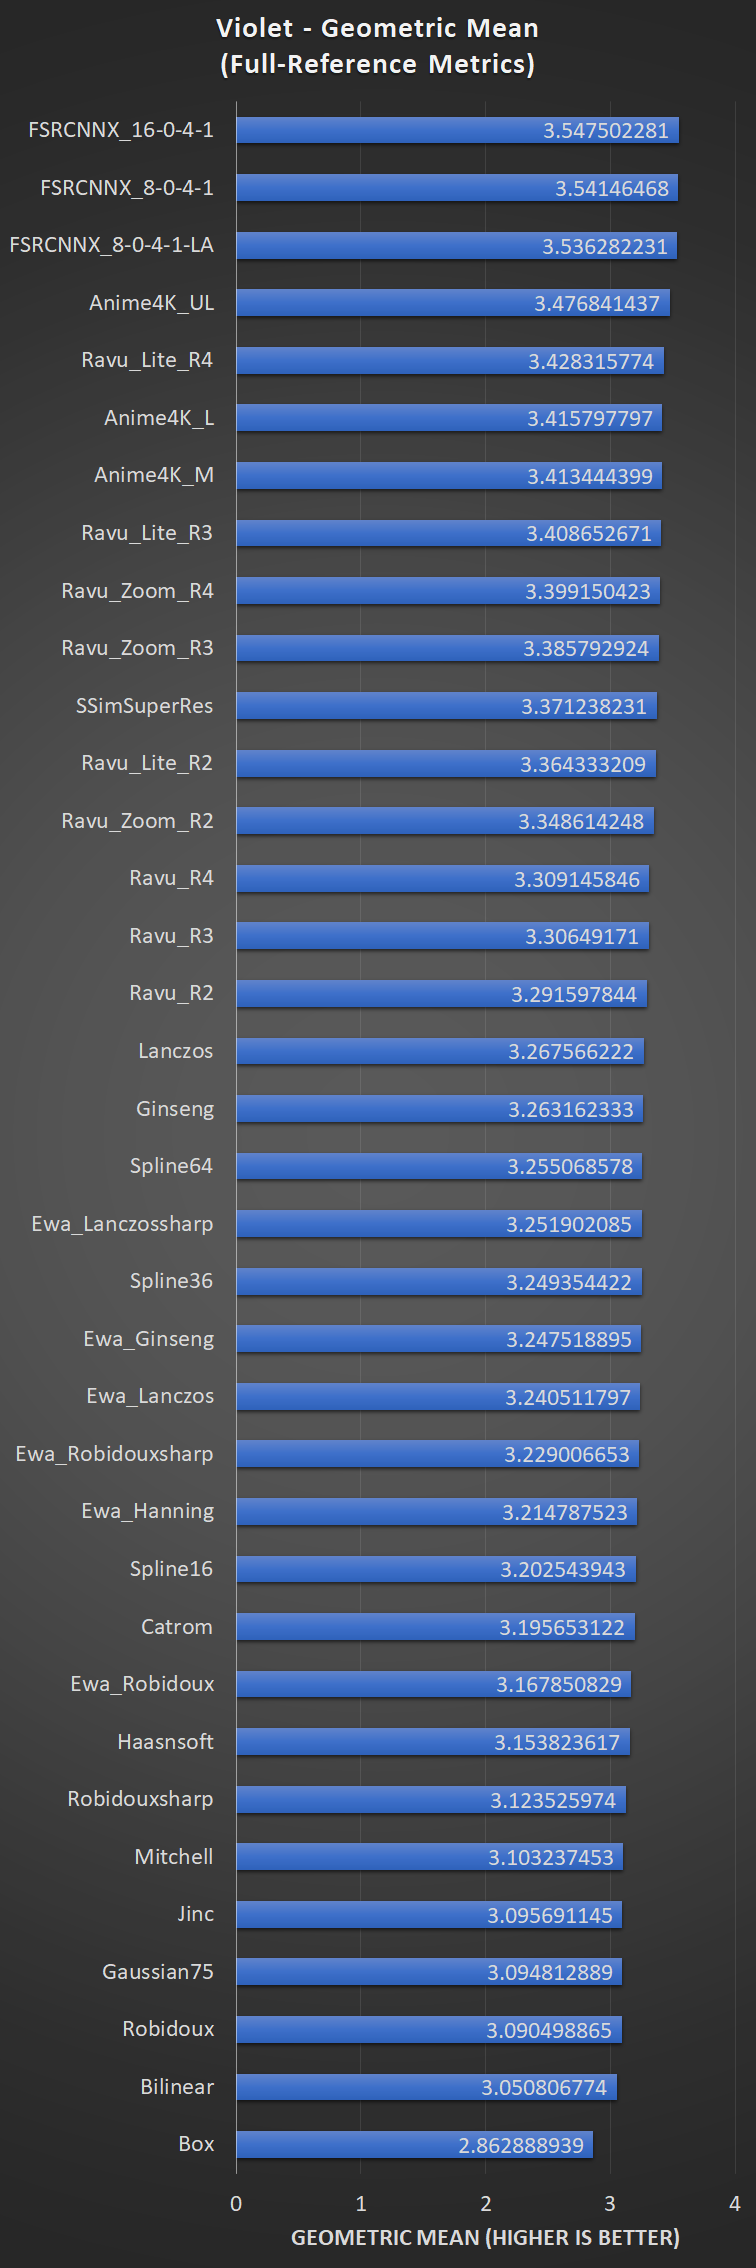 Violet - Geometric Mean
(Full-Reference Metrics)
FSRCNNX_16-0-4-1 3.547502281
FSRCNNX_8-0-4-1 3.54146468
FSRCNNX_8-0-4-1-LA 3.536282231
Anime4K_UL 3.476841437
Ravu_Lite_R4 3.428315774
Anime4K_L 3.415797797
Anime4K_M 3.413444399
Ravu_Lite_R3 3.408652671
Ravu_Zoom_R4 3.399150423
Ravu_Zoom_R3 3.385792924
SSimSuperRes 3.371238231
Ravu_Lite_R2 3.364333209
Ravu_Zoom_R2 3.348614248
Ravu_R4 3.309145846
Ravu_R3 3.30649171
Ravu_R2 3.291597844
Lanczos 3.267566222
Ginseng 3.263162333
Spline64 3.255068578
Ewa_Lanczossharp 3.251902085
Spline36 3.249354422
Ewa_Ginseng 3.247518895
Ewa_Lanczos 3.240511797
Ewa_Robidouxsharp 3.229006653
Ewa_Hanning 3.214787523
Spline16 3.202543943
Catrom 3.195653122
Ewa_Robidoux 3.167850829
Haasnsoft 3.153823617
Robidouxsharp 3.123525974
Mitchell 3.103237453
Jinc 3.095691145
Gaussian75 3.094812889
Robidoux 3.090498865
Bilinear 3.050806774
Box 2.862888939
0 1 2 3 4
GEOMETRIC MEAN (HIGHER IS BETTER)